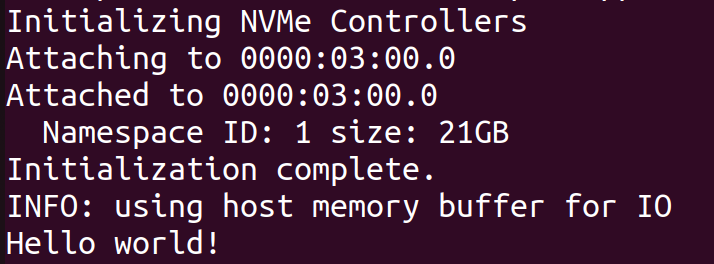 Initializing NVMe Controllers
Attaching to 0000:03:00.0
Attached to 0000:03:00.0
  Namespace ID: 1 size: 21GB
Initialization complete.
INFO: using host memory buffer for IO
Hello world!